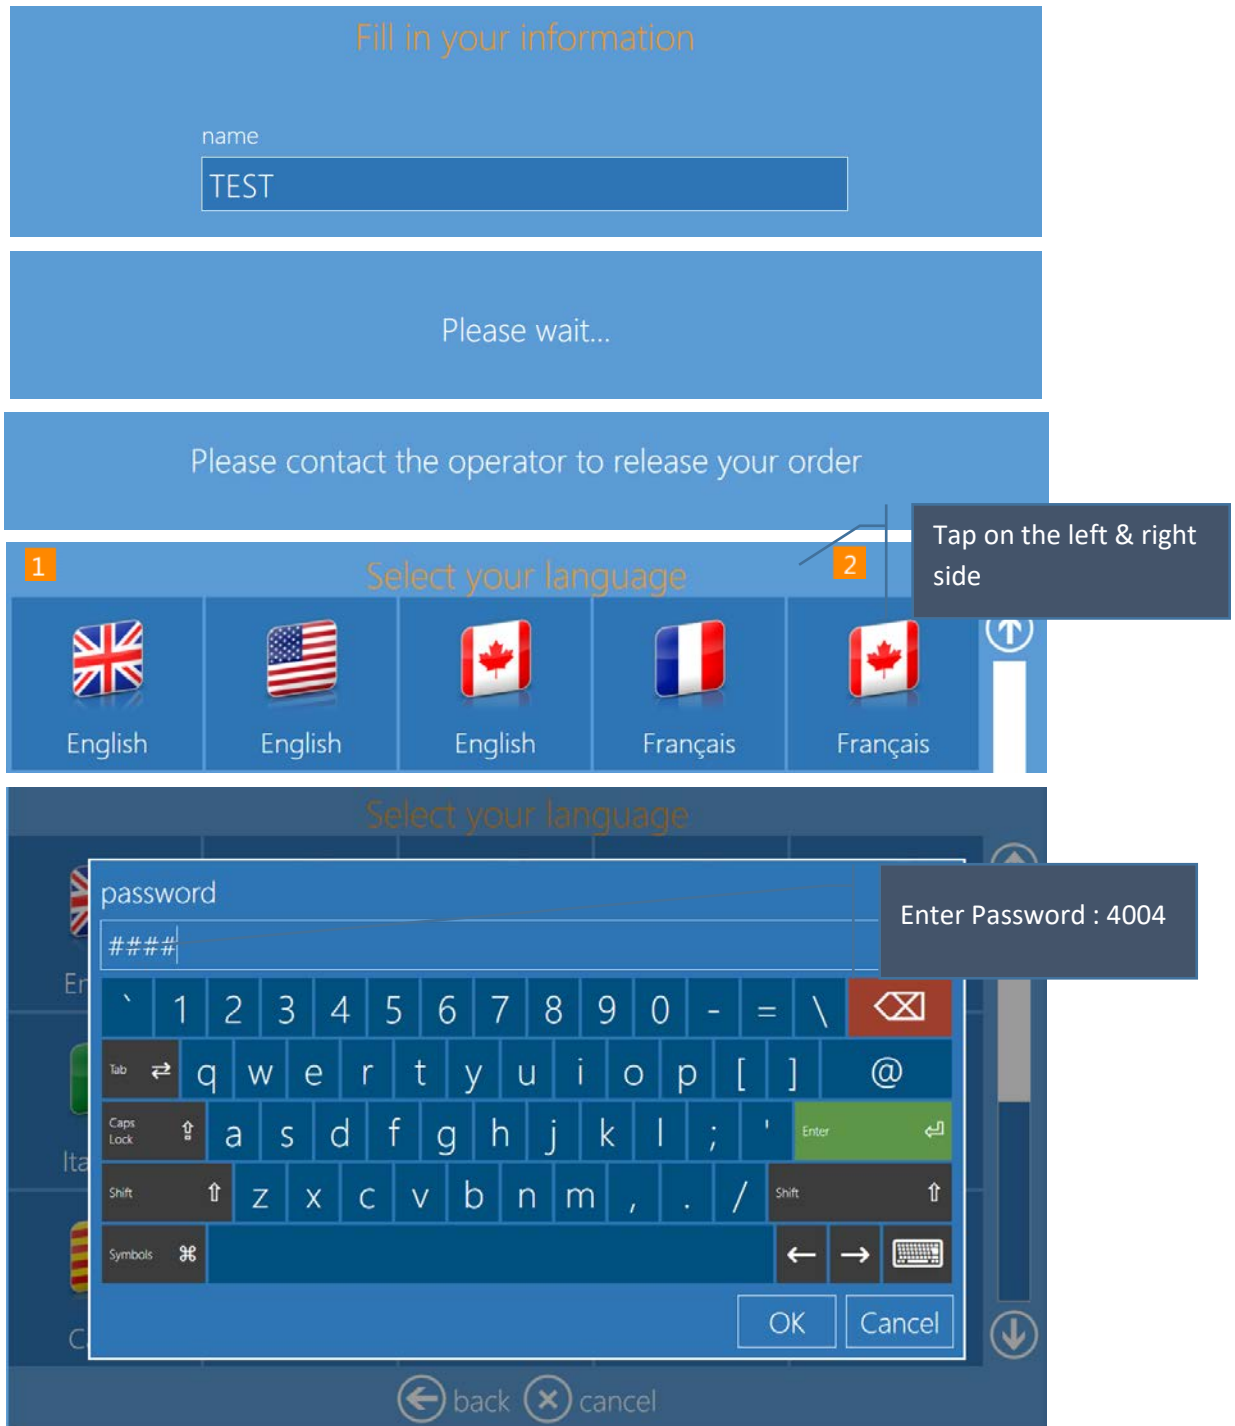 Fill in your information
name
TEST
Please wait...
Please contact the operator to release your order
Tap on the left & right
side
1
2
Select your language
English
English
English
Français
Français
Select your language
password
####
Enter Password : 4004
En
` 1 2 3 4 5 6 7 8 9 0 - = \
Tab q w e r t y u i o p [ ] @
Caps
Lock a s d f g h j k l ; ' Enter
Ita
Shift z x c v b n m , . / Shift
Symbols
OK Cancel
C
back cancel